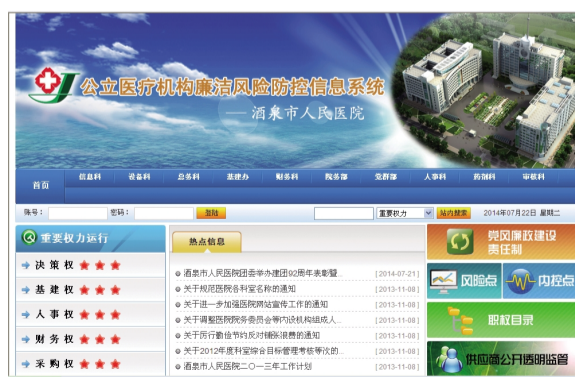 公立医疗机构廉洁风险防控信息系统
——酒泉市人民医院
首页 信息科 设备科 总务科 基建办 财务科 院务部 党群部 人事科 药剂科 审核科
账号： 密码： 登陆 重要权力 站内搜索 2014年07月22日 星期二
重要权力运行
决策权 ★★★
基建权 ★★★
人事权 ★★★
财务权 ★★★
采购权 ★★★
热点信息
酒泉市人民医院团委举办建团92周年表彰暨.. [2014-07-21]
关于规范医院各科室名称的通知 [2013-11-08]
关于进一步加强医院网站宣传工作的通知 [2013-11-08]
关于调整医院院务委员会等内设机构组成人.. [2013-11-08]
关于厉行勤俭节约反对铺张浪费的通知 [2013-11-08]
关于2012年度科室综合目标管理考核等次的... [2013-11-08]
酒泉市人民医院二〇一三年工作计划 [2013-11-08]
党风廉政建设
责任制
风险点 内控点
职权目录
供应商公开透明监管